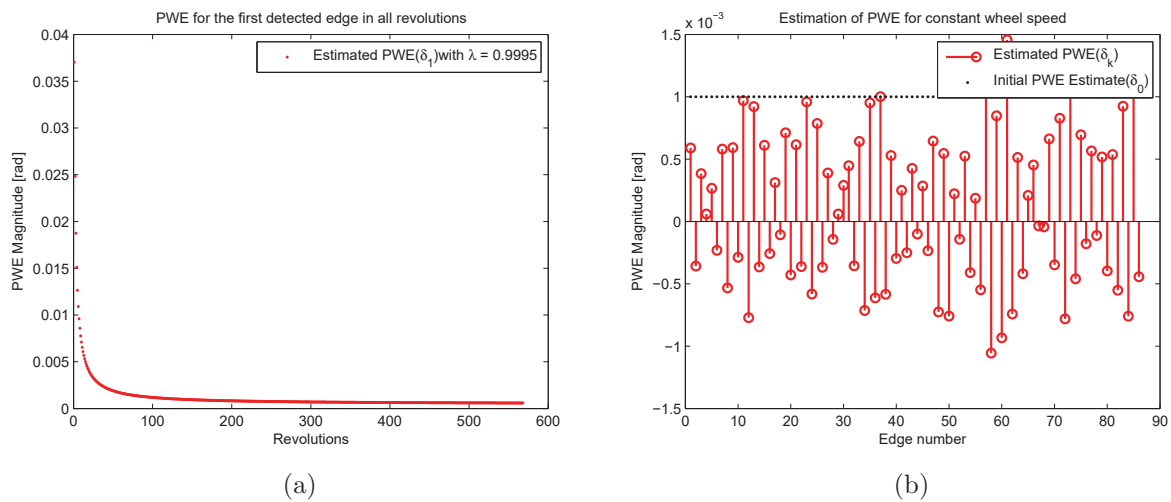 PWE for the first detected edge in all revolutions
0.04
0.035
0.03
0.025
0.02
0.015
0.01
0.005
0
PWE Magnitude [rad]
Estimated PWE(δ1)with λ = 0.9995
0 100 200 300 400 500 600
Revolutions
(a)
Estimation of PWE for constant wheel speed
x 10−3
1.5
1
0.5
0
−0.5
−1
−1.5
PWE Magnitude [rad]
Estimated PWE(δk)
Initial PWE Estimate(δ0)
0 10 20 30 40 50 60 70 80 90
Edge number
(b)